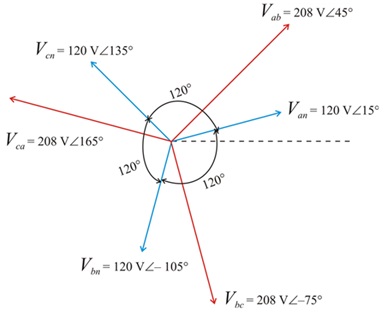 V_ab = 208 V∠45°
V_cn = 120 V∠135°
120°
V_an = 120 V∠15°
V_ca = 208 V∠165°
120°
120°
V_bn = 120 V∠– 105°
V_bc = 208 V∠–75°